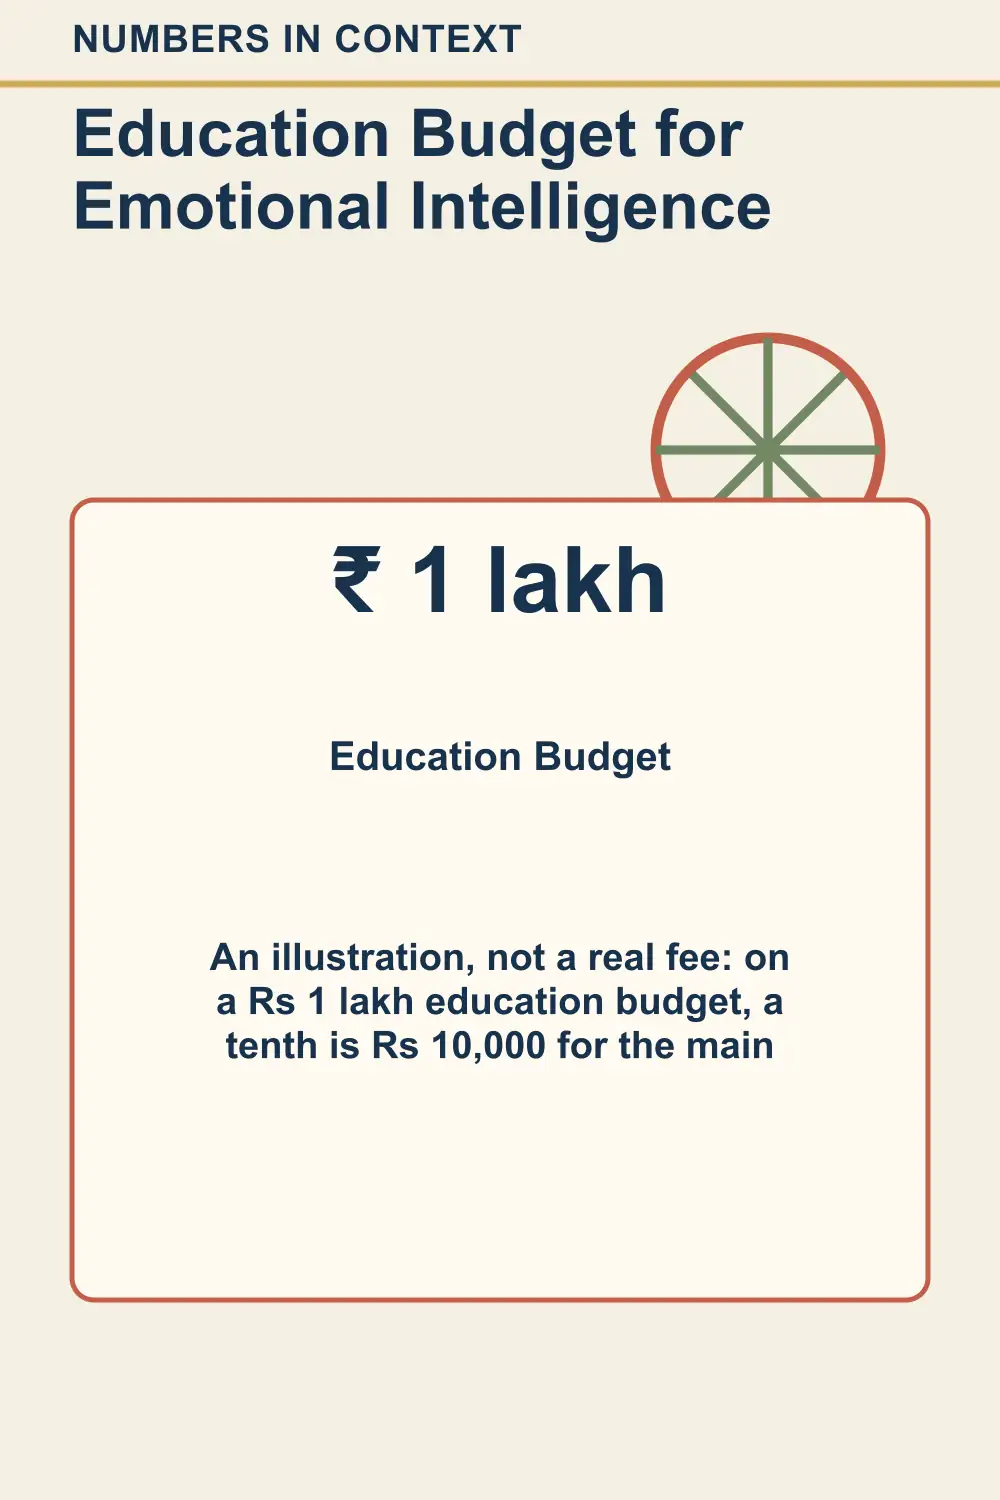 NUMBERS IN CONTEXT
Education Budget for
Emotional Intelligence
₹ 1 lakh
Education Budget
An illustration, not a real fee: on
a Rs 1 lakh education budget, a
tenth is Rs 10,000 for the main